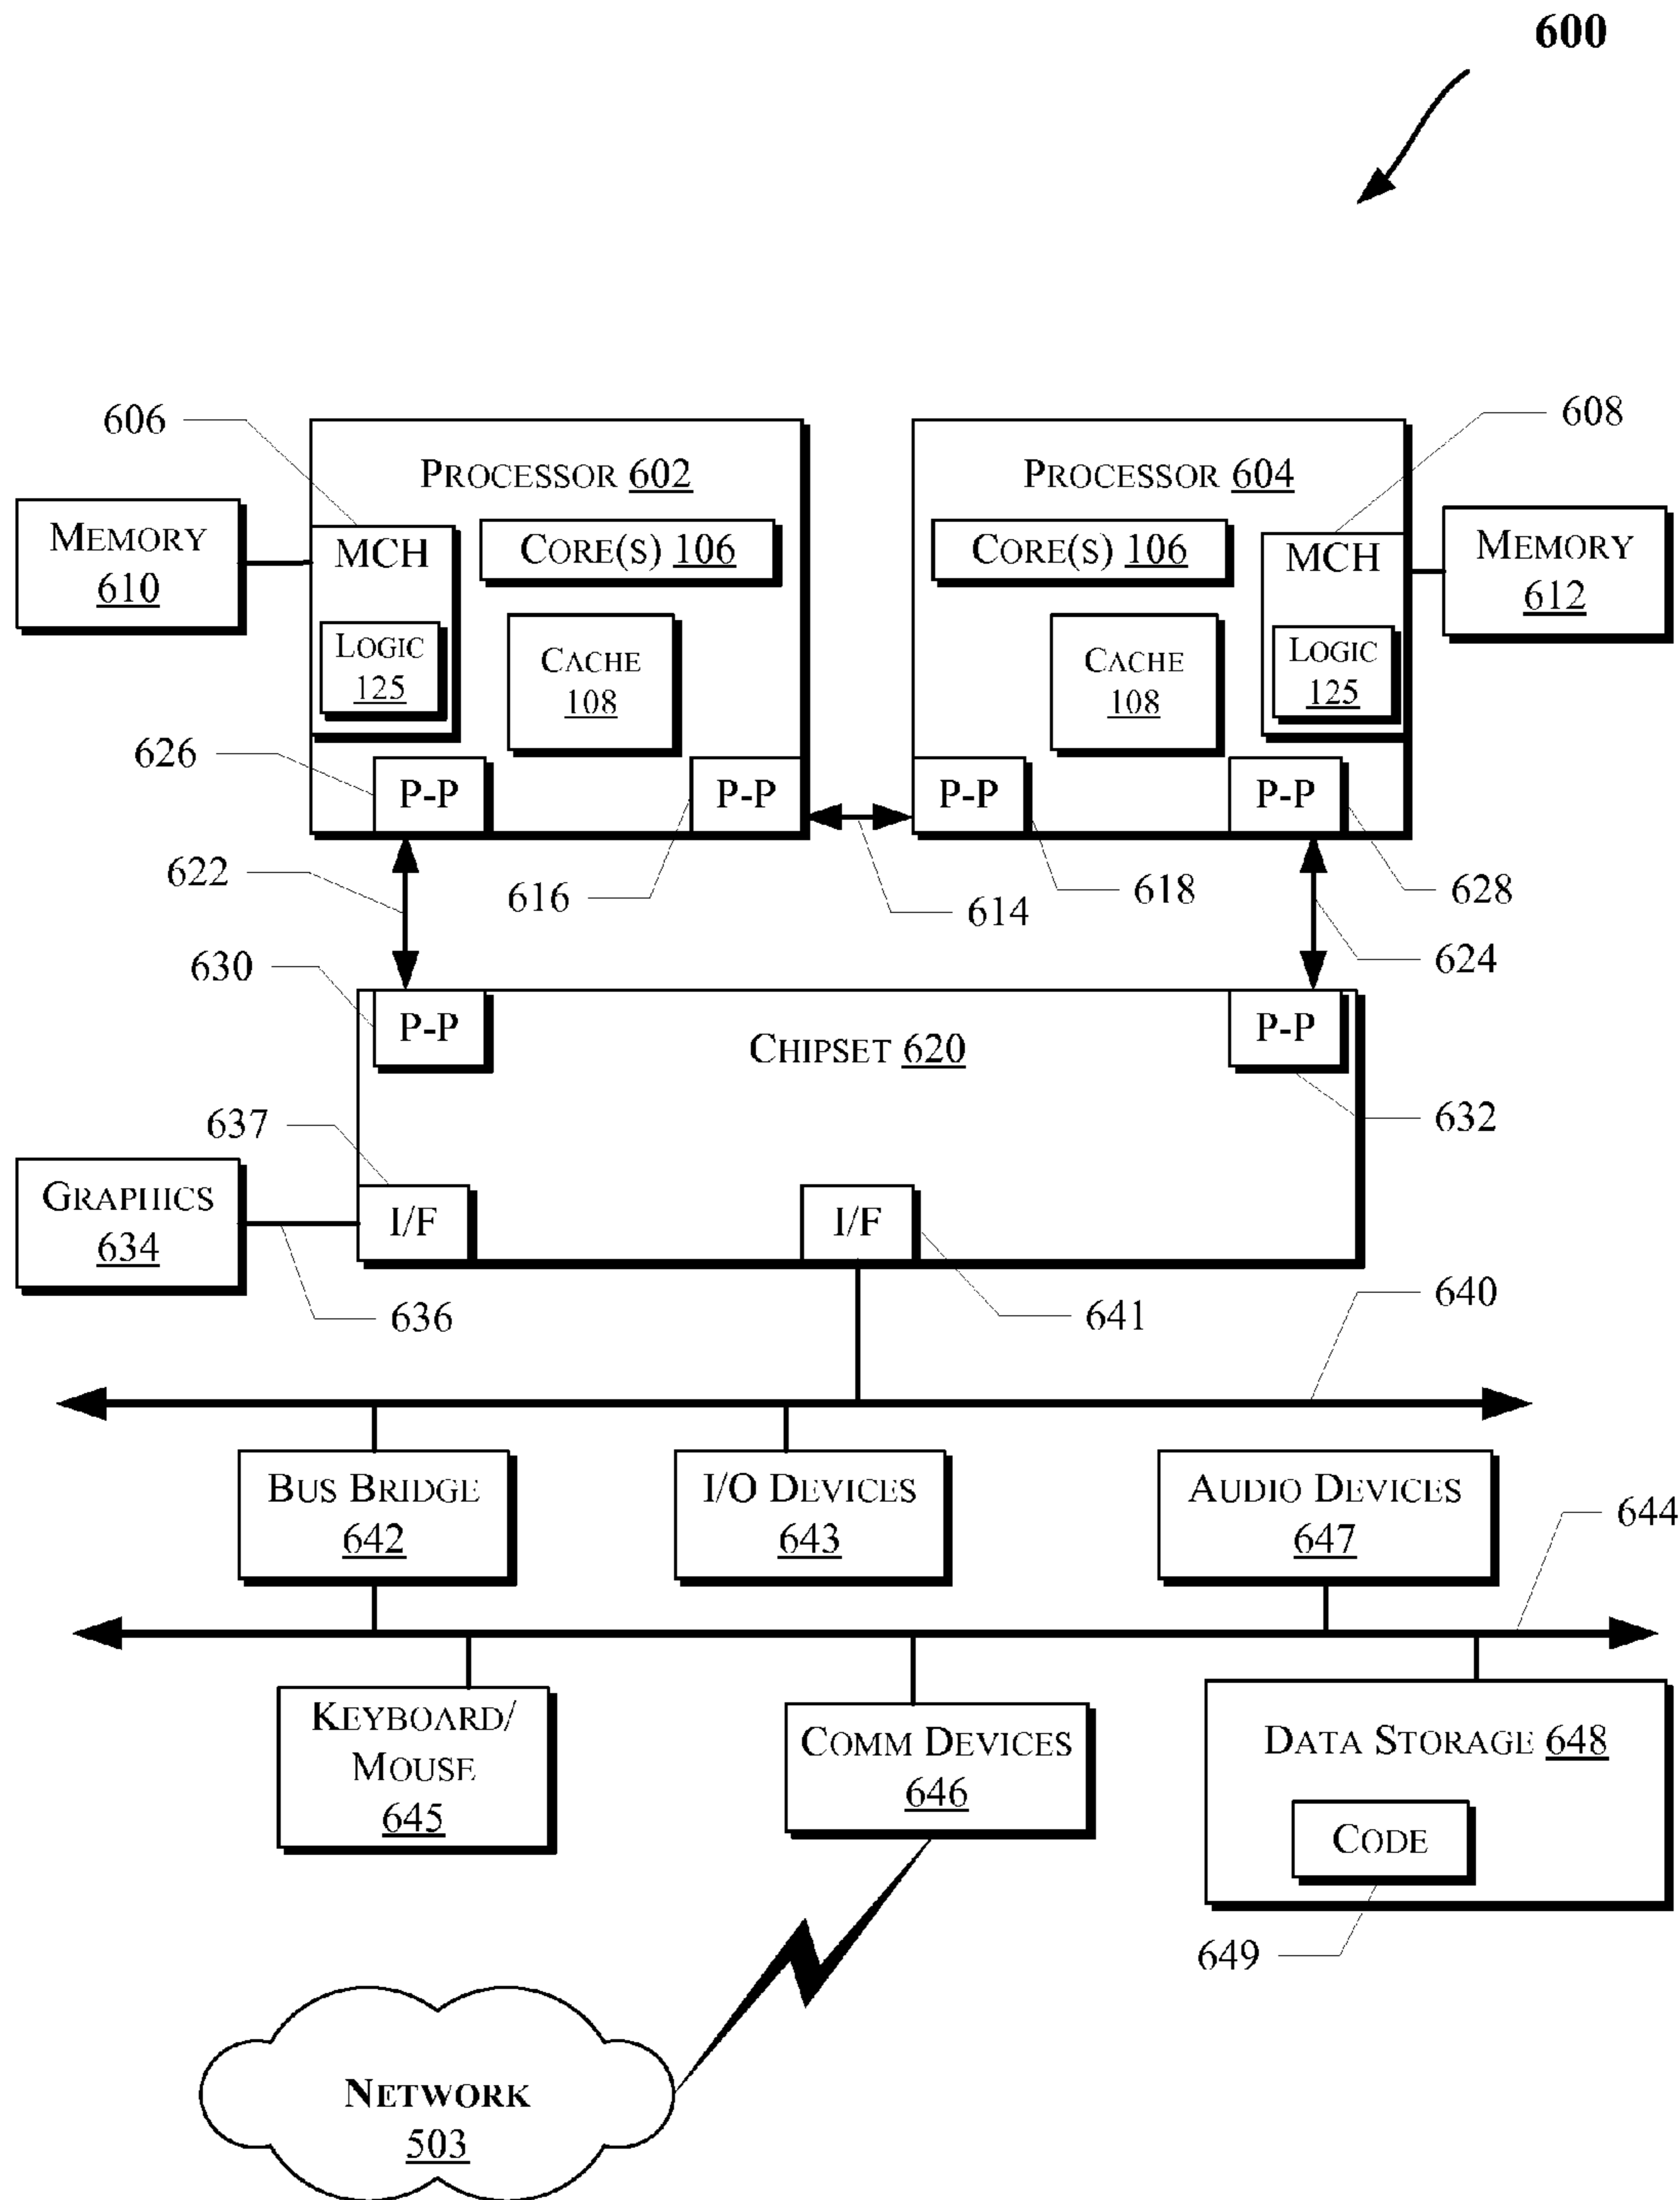 600
606
608
PROCESSOR 602
PROCESSOR 604
MEMORY
610
MCH
CORE(S) 106
CORE(S) 106
MCH
MEMORY
612
LOGIC
125
CACHE
108
CACHE
108
LOGIC
125
626
P-P
P-P
P-P
P-P
622
616
614
618
628
624
630
P-P
CHIPSET 620
P-P
632
637
GRAPHICS
634
I/F
I/F
636
641
640
BUS BRIDGE
642
I/O DEVICES
643
AUDIO DEVICES
647
644
KEYBOARD/
MOUSE
645
COMM DEVICES
646
DATA STORAGE 648
CODE
649
NETWORK
503